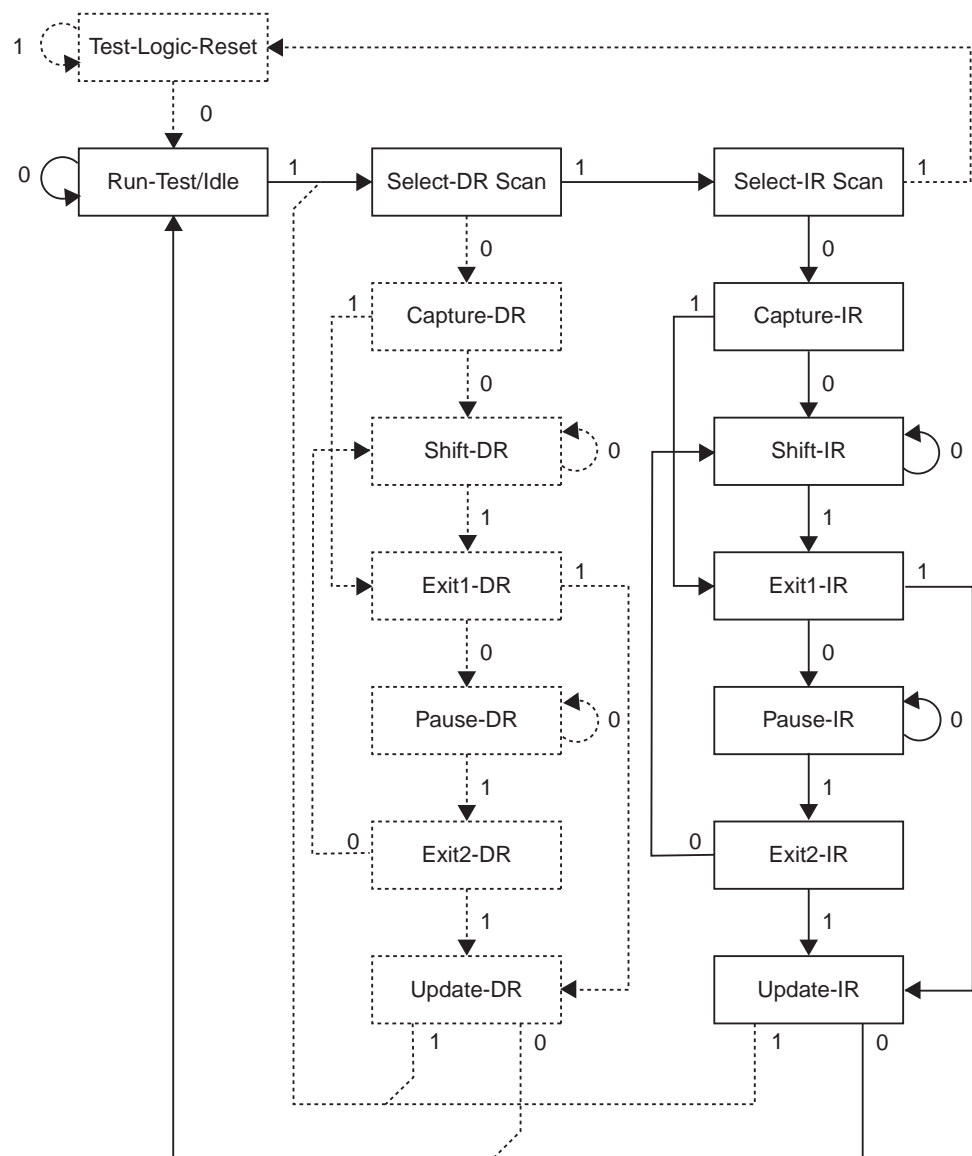 Test-Logic-Reset
1
0
Run-Test/Idle
0
1
Select-DR Scan
1
Select-IR Scan
1
0
0
1
Capture-DR
1
Capture-IR
0
0
Shift-DR
0
Shift-IR
0
1
1
Exit1-DR
1
Exit1-IR
1
0
0
Pause-DR
0
Pause-IR
0
1
1
0
Exit2-DR
0
Exit2-IR
1
1
Update-DR
Update-IR
1
0
1
0